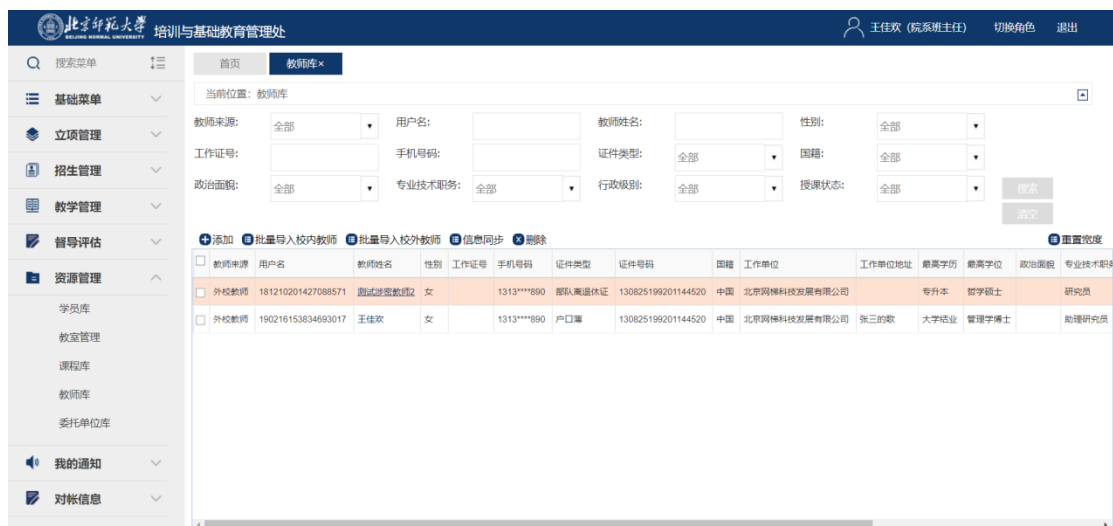 北京师范大学 培训与基础教育管理处 王佳欢（院系班主任） 切换角色 退出
BEIJING NORMAL UNIVERSITY
搜索菜单 首页 教师库×
基础菜单
立项管理
招生管理
教学管理
督导评估
资源管理
学员库
教室管理
课程库
教师库
委托单位库
我的通知
对帐信息
当前位置：教师库
教师来源: 全部 用户名: 教师姓名: 性别: 全部
工作证号: 手机号码: 证件类型: 全部 国籍: 全部
政治面貌: 全部 专业技术职务: 全部 行政级别: 全部 授课状态: 全部 搜索
清空
添加 批量导入校内教师 批量导入校外教师 信息同步 删除 重置宽度
教师来源 用户名 教师姓名 性别 工作证号 手机号码 证件类型 证件号码 国籍 工作单位 工作单位地址 最高学历 最高学位 政治面貌 专业技术职务
外校教师 181210201427088571 测试涉密教师2 女 1313****890 部队离退休证 130825199201144520 中国 北京网梯科技发展有限公司 专升本 哲学硕士 研究员
外校教师 190216153834693017 王佳欢 女 1313****890 户口簿 130825199201144520 中国 北京网梯科技发展有限公司 张三的歌 大学结业 管理学博士 助理研究员